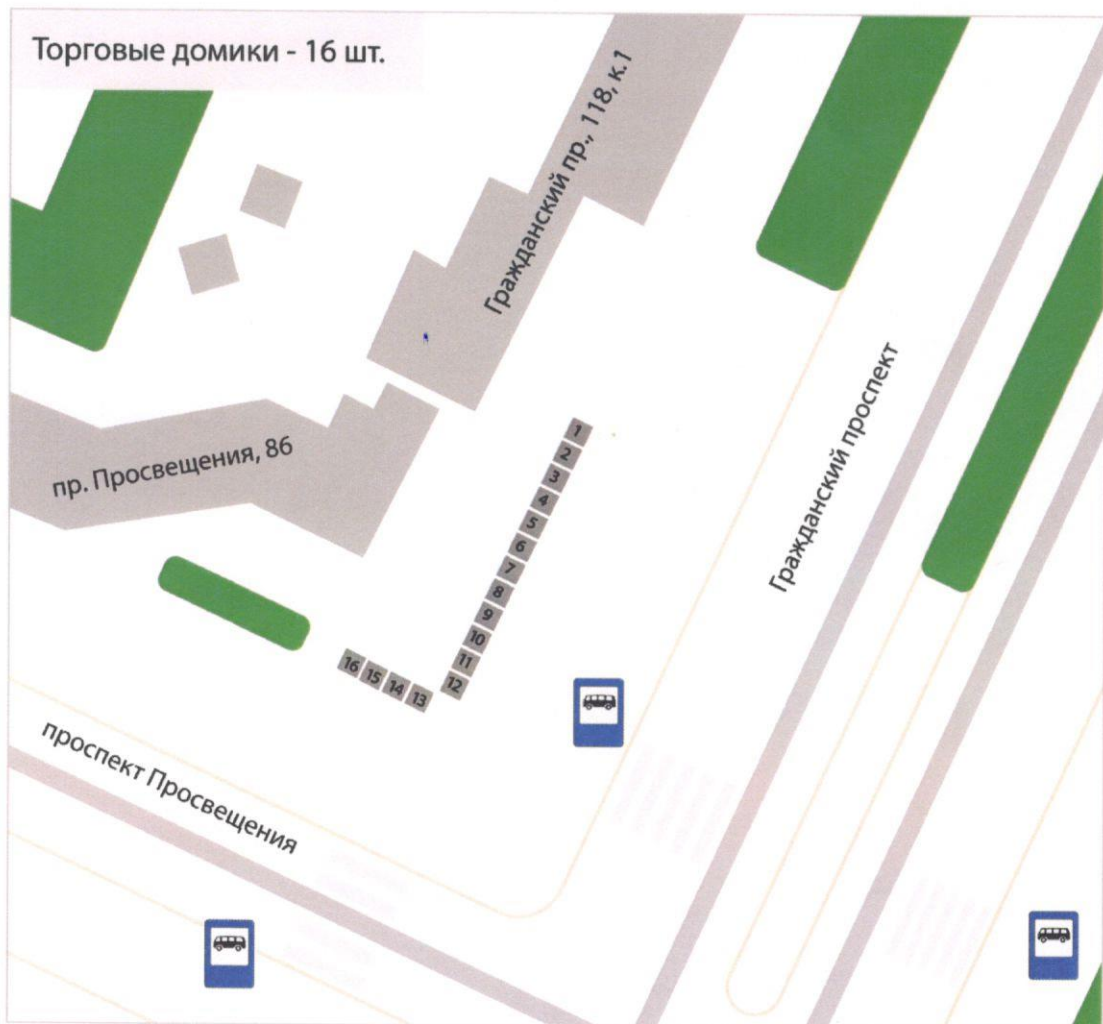 Торговые домики - 16 шт.
Гражданский пр., 118, к.1
Гражданский проспект
пр. Просвещения, 86
1
2
3
4
5
6
7
8
9
10
11
12
16 15 14 13
проспект Просвещения